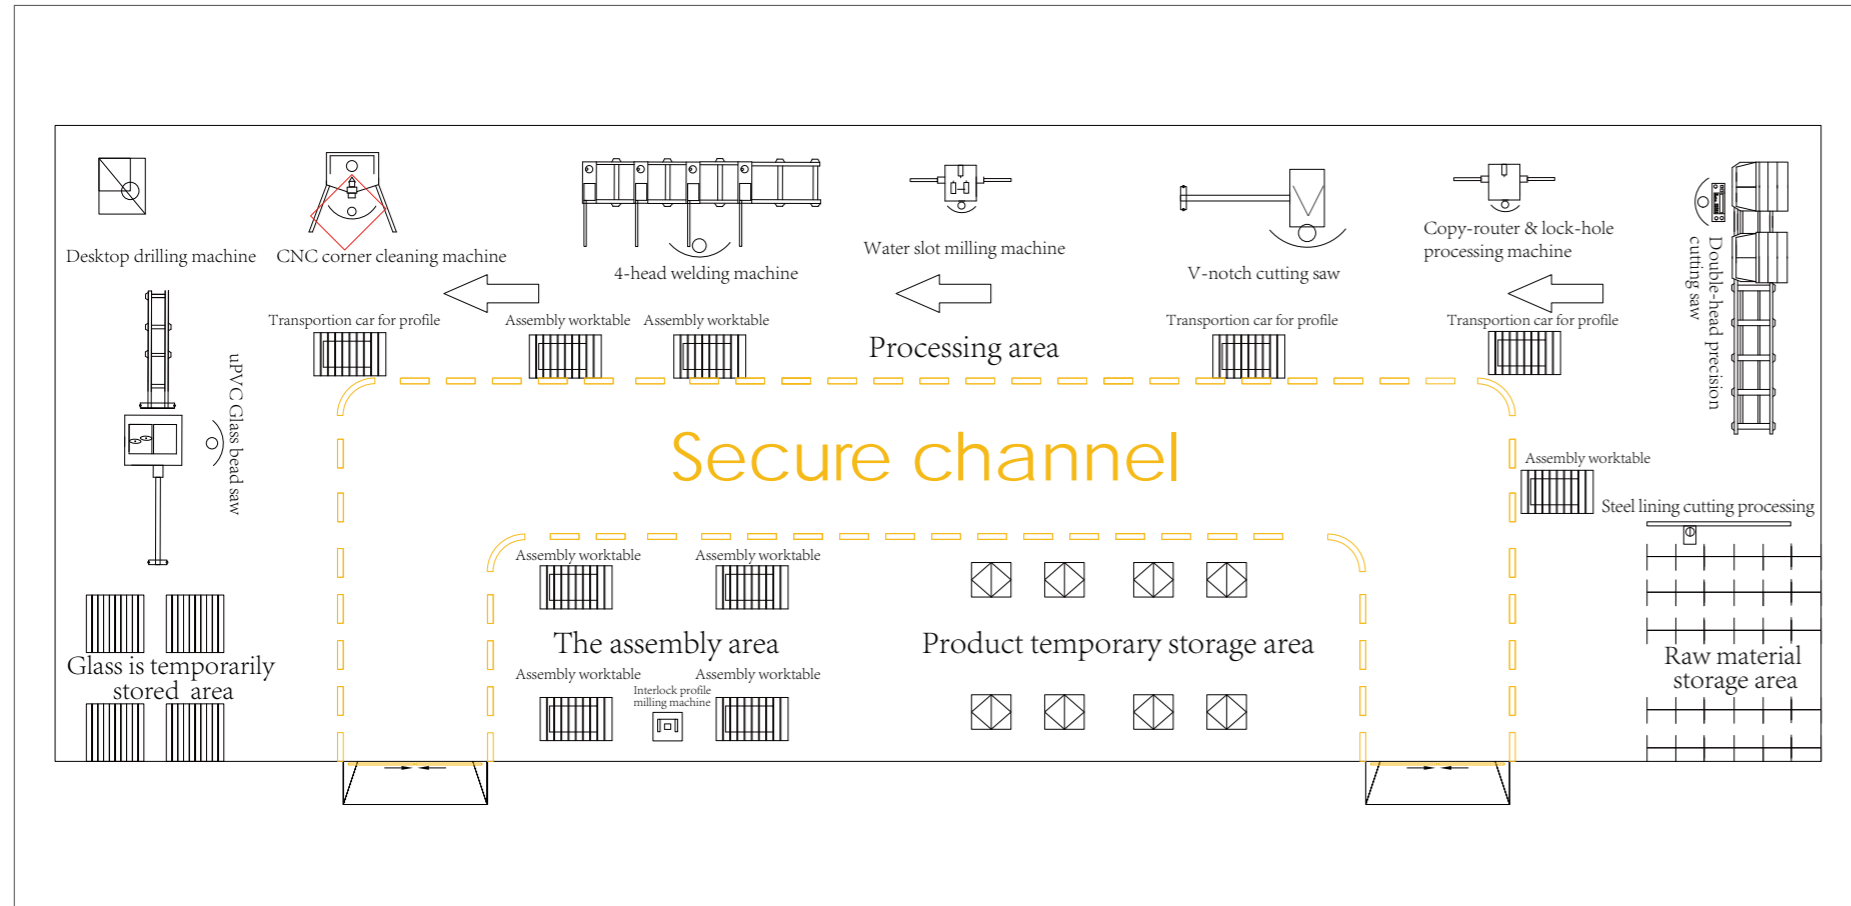 Desktop drilling machine
CNC corner cleaning machine
4-head welding machine
Water slot milling machine
V-notch cutting saw
Copy-router & lock-hole
processing machine
Double-head precision
cutting saw
Transportion car for profile
Assembly worktable
Assembly worktable
Processing area
Transportion car for profile
Transportion car for profile
uPVC Glass bead saw
Secure channel
Assembly worktable
Steel lining cutting processing
Assembly worktable
Assembly worktable
The assembly area
Product temporary storage area
Glass is temporarily
stored area
Raw material
storage area
Assembly worktable
Interlock profile
milling machine
Assembly worktable